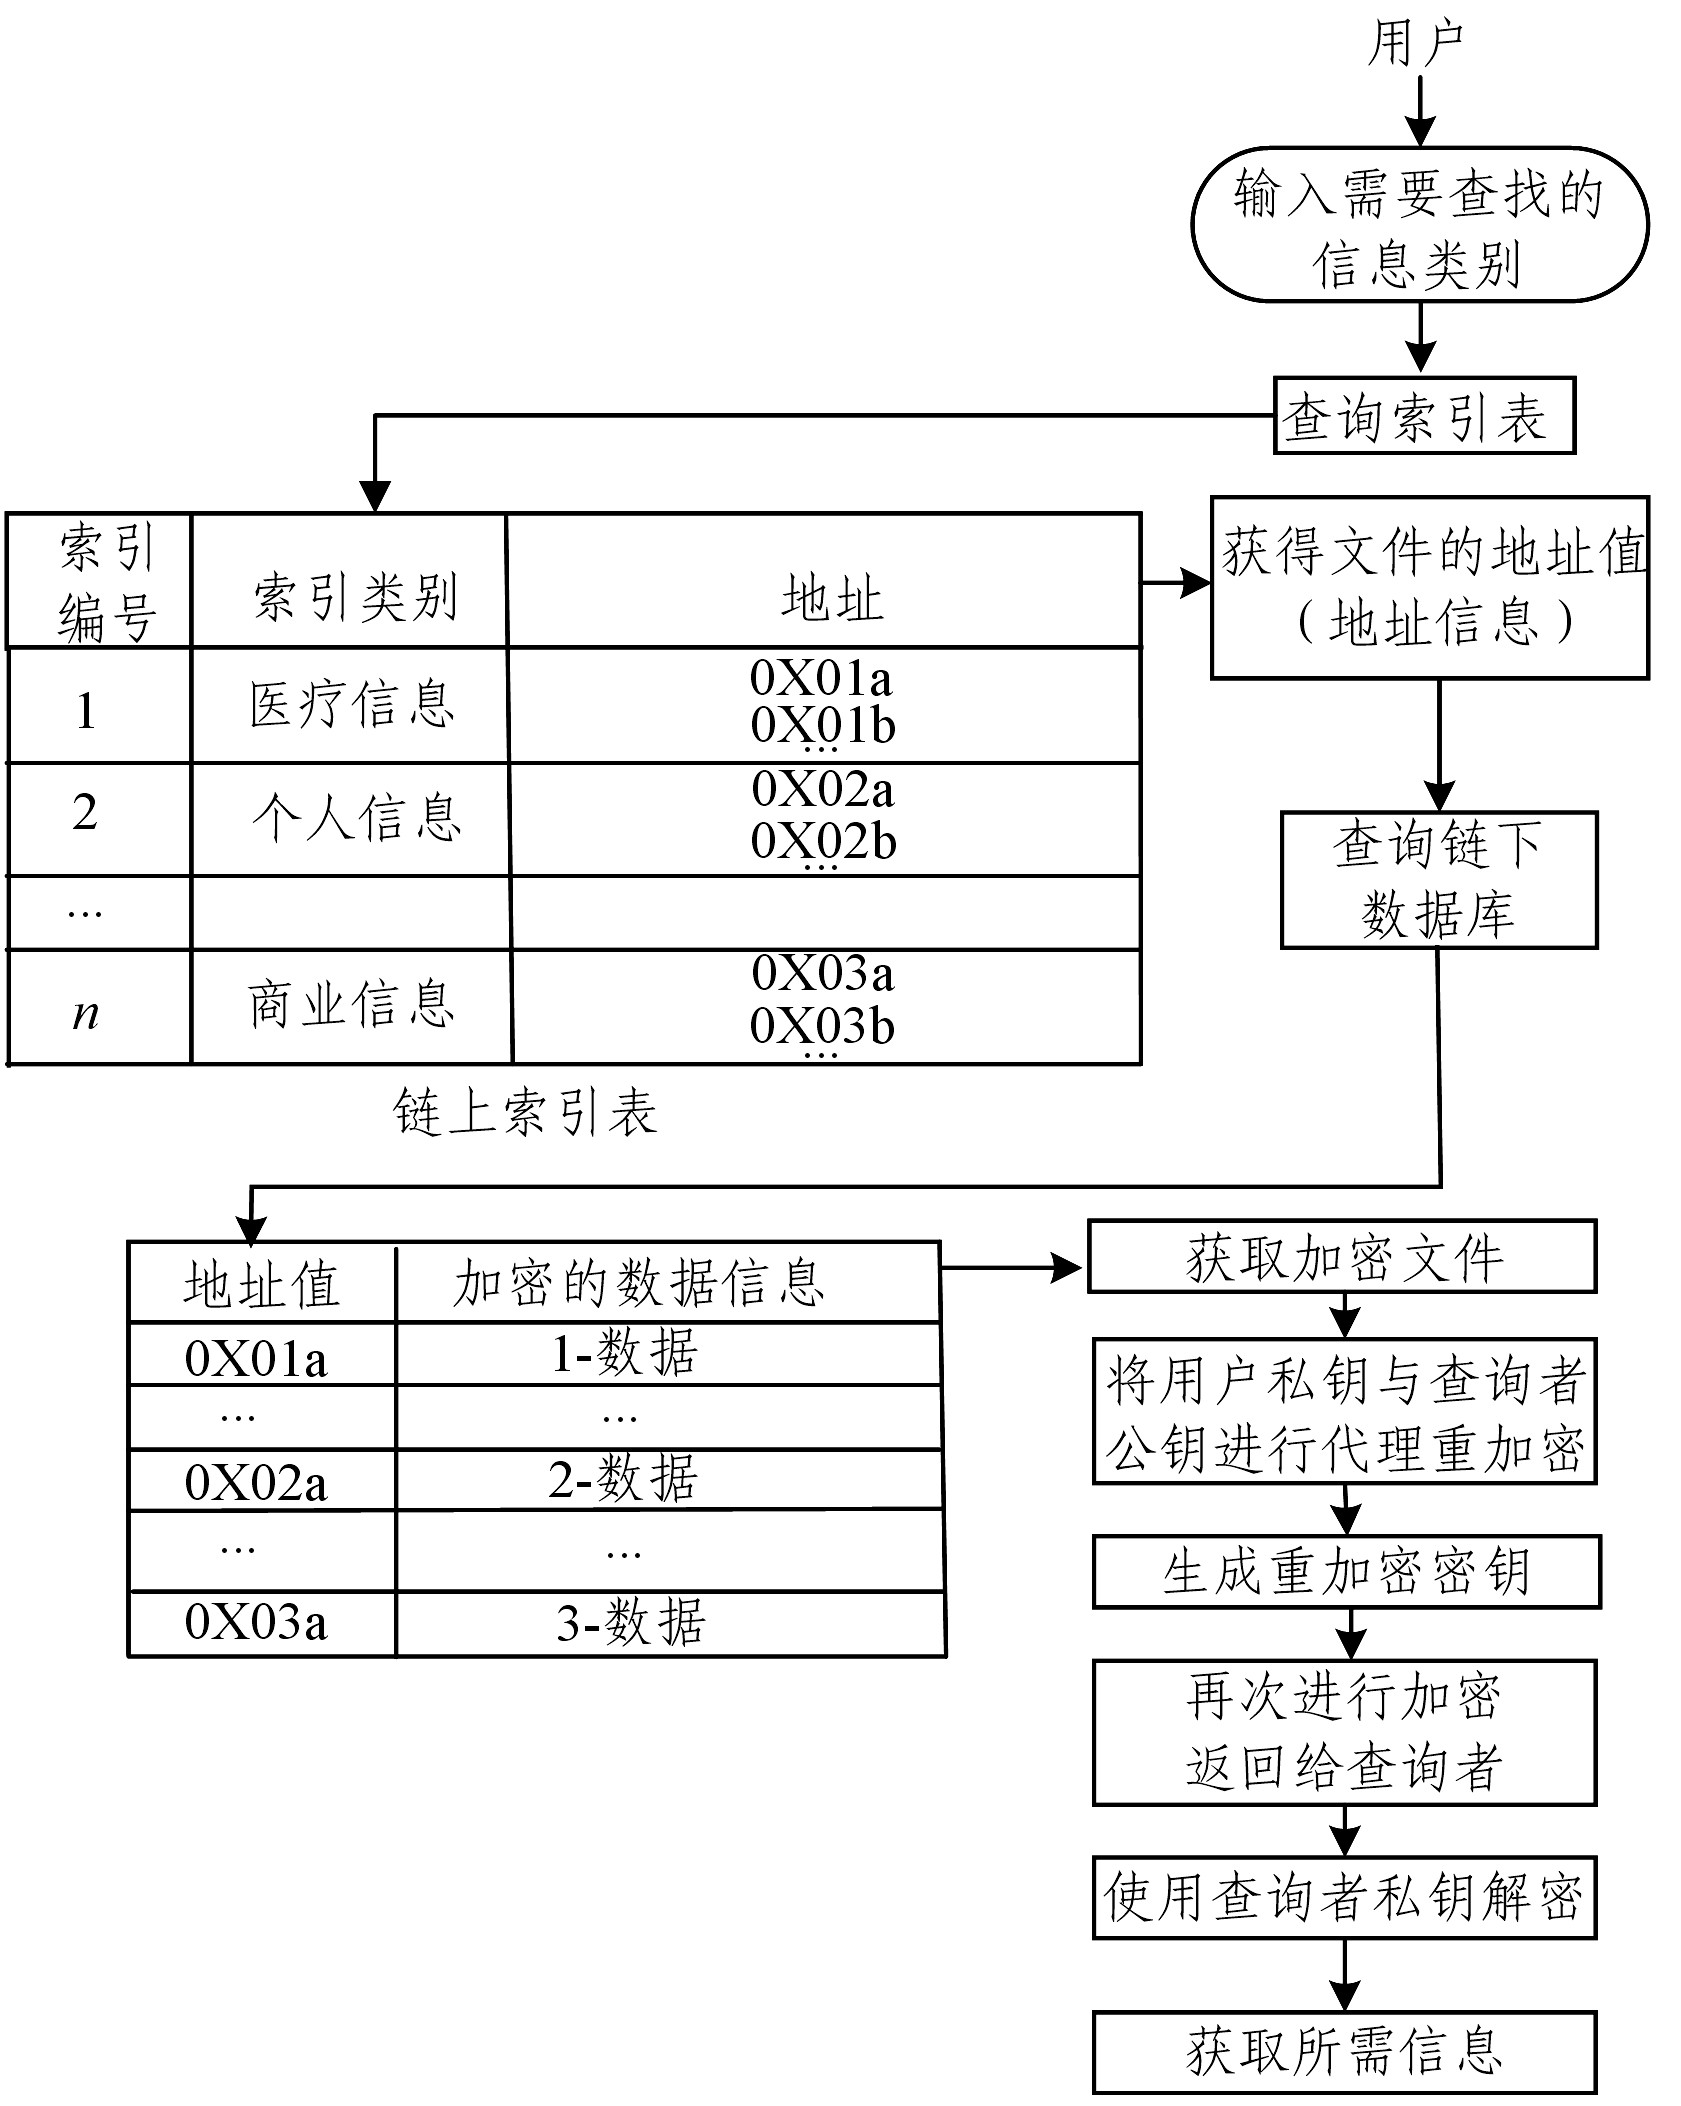 用户
输入需要查找的
信息类别
查询索引表
索引
编号
索引类别
地址
1
医疗信息
0X01a
0X01b
...
2
个人信息
0X02a
0X02b
...
...
n
商业信息
0X03a
0X03b
...
链上索引表
获得文件的地址值
（地址信息）
查询链下
数据库
地址值
加密的数据信息
0X01a
1-数据
...
...
0X02a
2-数据
...
...
0X03a
3-数据
获取加密文件
将用户私钥与查询者
公钥进行代理重加密
生成重加密密钥
再次进行加密
返回给查询者
使用查询者私钥解密
获取所需信息